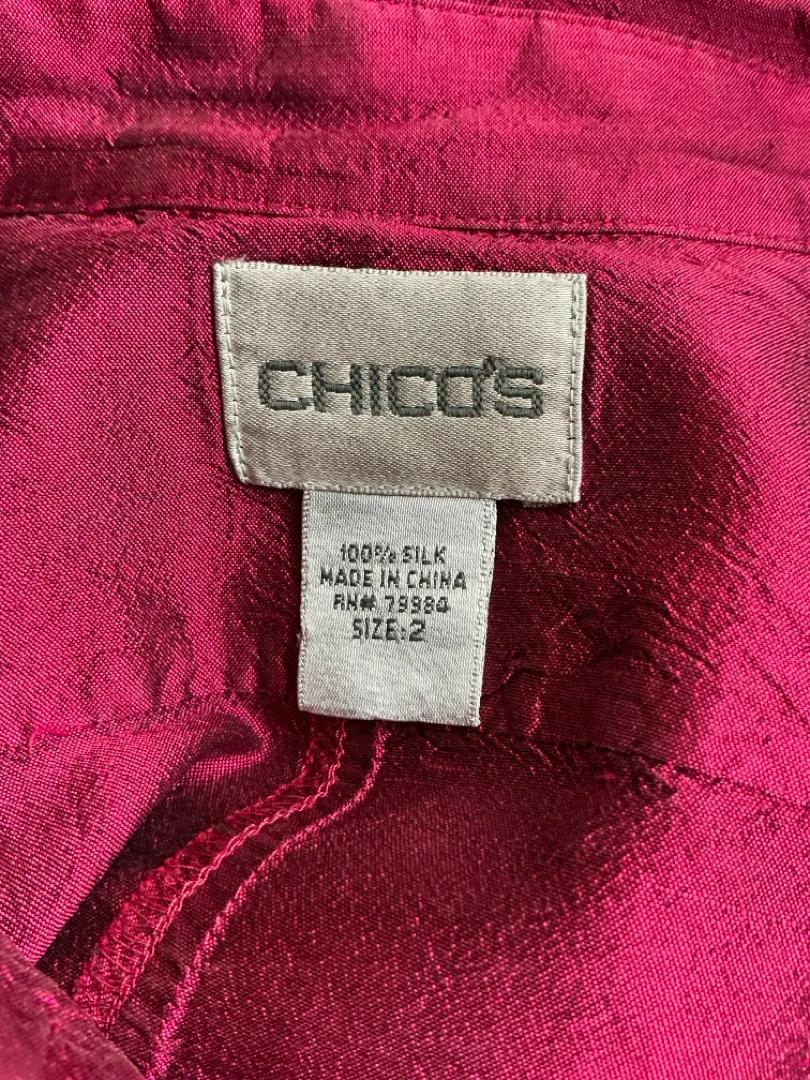 CHICO'S
100% SILK
MADE IN CHINA
RN# 79984
SIZE: 2